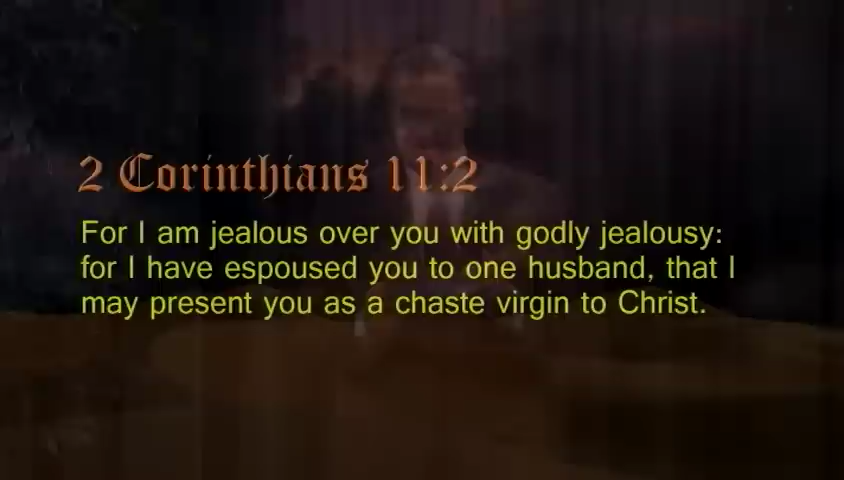 2 Corinthians 11:2
For I am jealous over you with godly jealousy:
for I have espoused you to one husband, that I
may present you as a chaste virgin to Christ.